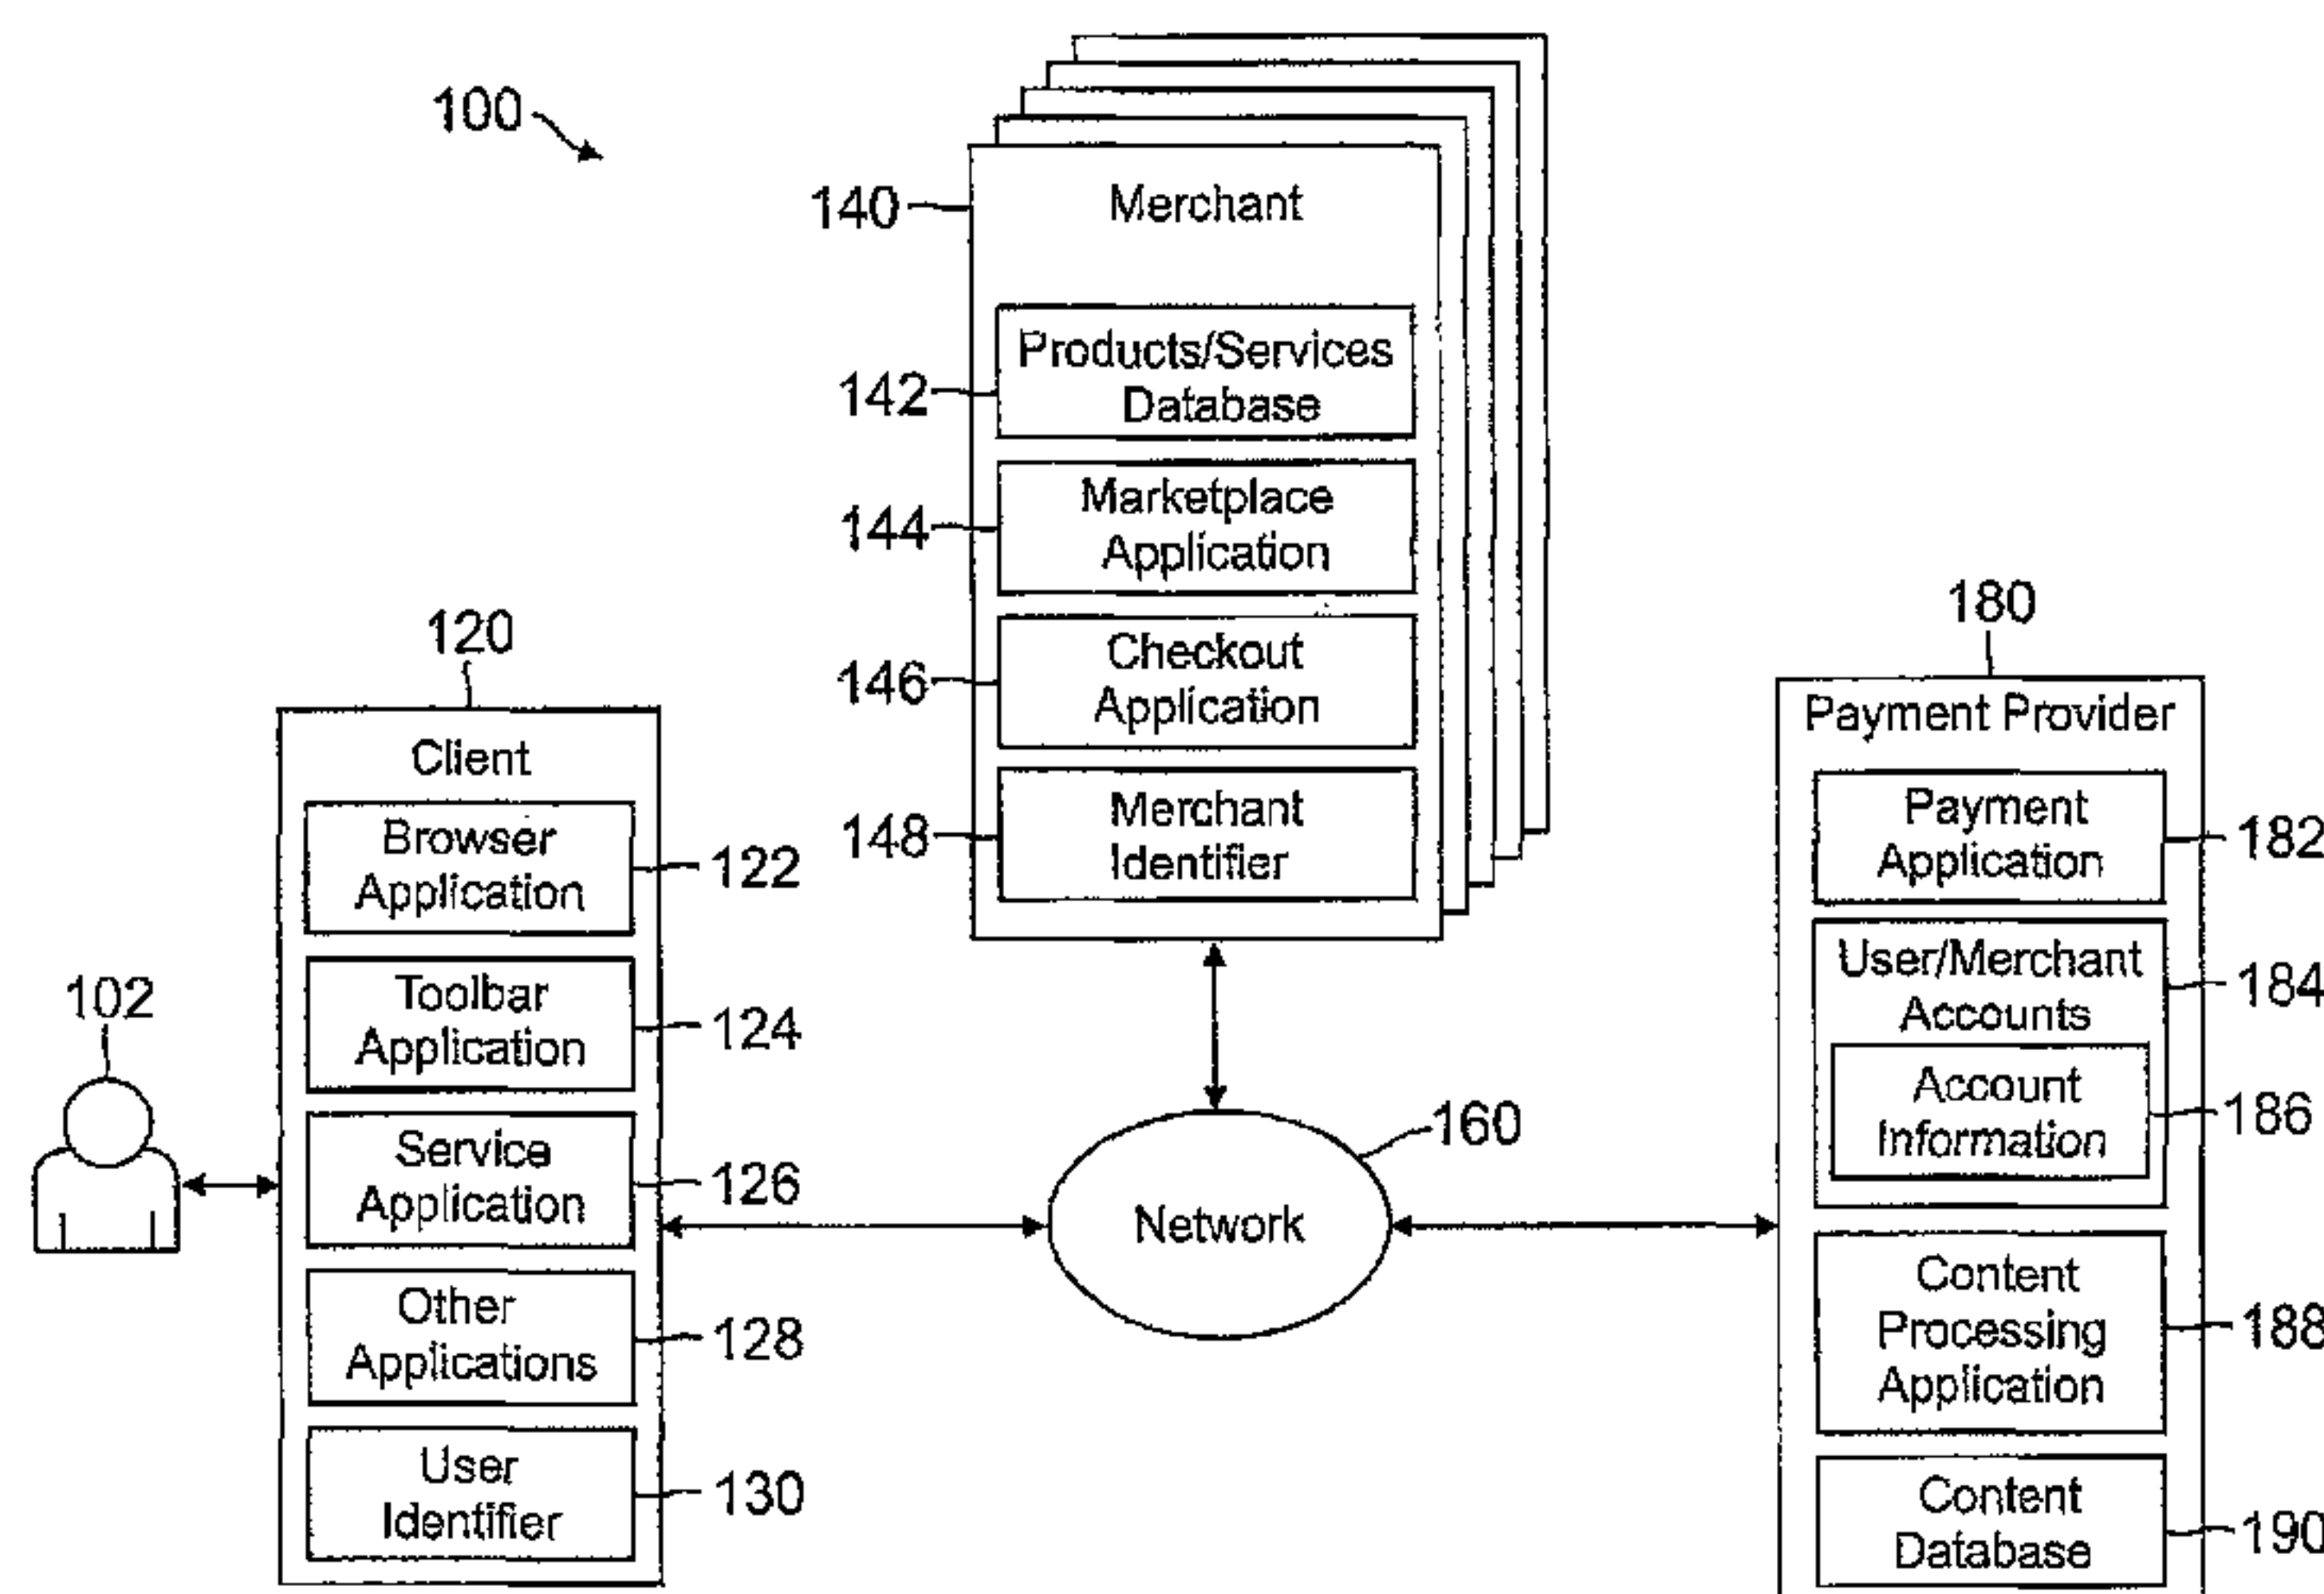 100
140
Merchant
Products/Services
Database
142
Marketplace
Application
144
Checkout
Application
146
Merchant
Identifier
148
120
Client
Browser
Application
122
Toolbar
Application
124
Service
Application
126
Other
Applications
128
User
Identifier
130
102
Network
160
180
Payment Provider
Payment
Application
182
User/Merchant
Accounts
184
Account
Information
186
Content
Processing
Application
188
Content
Database
190